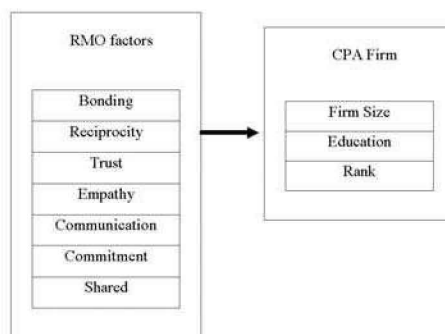 RMO factors
Bonding
Reciprocity
Trust
Empathy
Communication
Commitment
Shared
CPA Firm
Firm Size
Education
Rank